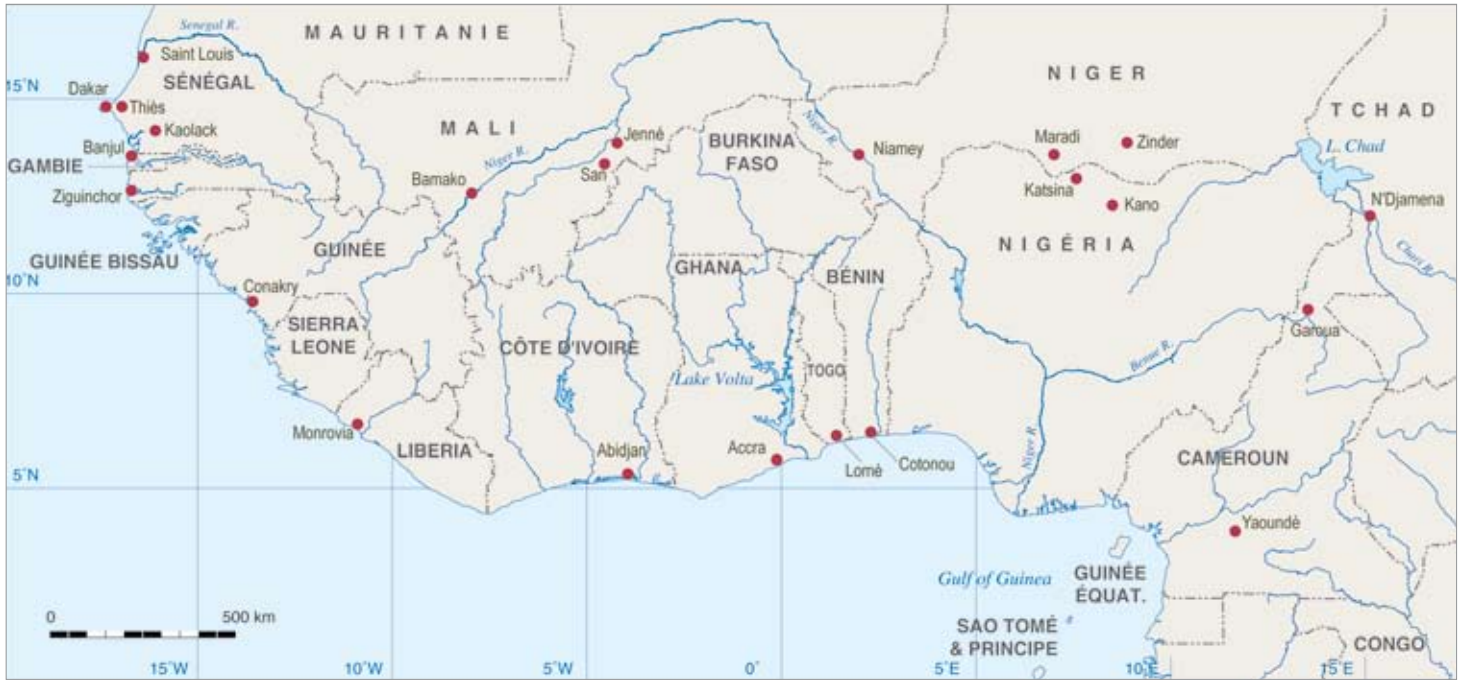 Senegal R.
MAURITANIE
Saint Louis
SÉNÉGAL
NIGER
15°N
Dakar
Thiès
TCHAD
Kaolack
MALI
Jenné
BURKINA
FASO
Niger R.
Niamey
Maradi
Zinder
L. Chad
Banjul
GAMBIE
Niger R.
San
Bamako
Katsina
Kano
Ziguinchor
N'Djamena
GUINÉE
NIGÉRIA
GUINÉE BISSAU
GHANA
BÉNIN
Chari R.
10°N
Conakry
SIERRA
LEONE
CÔTE D'IVOIRE
Garoua
Benue R.
Lake Volta
TOGO
Monrovia
LIBERIA
Abidjan
Accra
Lomè
Cotonou
Niger R.
CAMEROUN
5°N
Yaoundè
Gulf of Guinea
GUINÉE
ÉQUAT.
0
500 km
SAO TOMÉ
& PRINCIPE
CONGO
15°W
10°W
5°W
0°
5°E
10°E
15°E